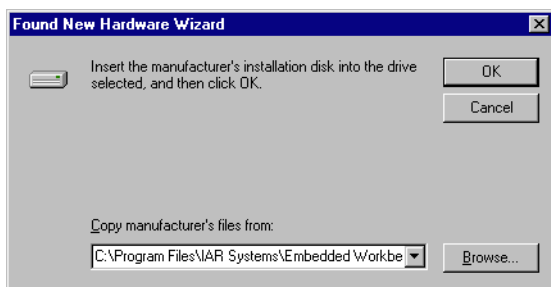 Found New Hardware Wizard
Insert the manufacturer's installation disk into the drive
selected, and then click OK.
OK
Cancel
Copy manufacturer's files from:
C:\Program Files\IAR Systems\Embedded Workbe
Browse...